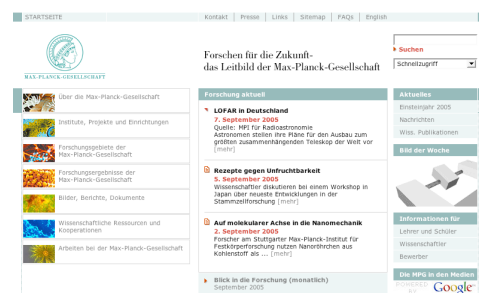 STARTSEITE
Kontakt | Presse | Links | Sitemap | FAQs | English
MAX-PLANCK-GESELLSCHAFT
Forschen für die Zukunft-
das Leitbild der Max-Planck-Gesellschaft
Suchen
Schnellzugriff
Über die Max-Planck-Gesellschaft
Institute, Projekte und Einrichtungen
Forschungsgebiete der
Max-Planck-Gesellschaft
Forschungsergebnisse der
Max-Planck-Gesellschaft
Bilder, Berichte, Dokumente
Wissenschaftliche Ressourcen und
Kooperationen
Arbeiten bei der Max-Planck-Gesellschaft
Forschung aktuell
LOFAR in Deutschland
7. September 2005
Quelle: MPI für Radioastronomie
Astronomen stellen ihre Pläne für den Ausbau zum
größten zusammenhängenden Teleskop der Welt vor
[mehr]
Rezepte gegen Unfruchtbarkeit
5. September 2005
Wissenschaftler diskutieren bei einem Workshop in
Japan über neueste Entwicklungen in der
Stammzellforschung [mehr]
Auf molekularer Achse in die Nanomechanik
2. September 2005
Forscher am Stuttgarter Max-Planck-Institut für
Festkörperforschung nutzen Nanoröhrchen aus
Kohlenstoff als ... [mehr]
Blick in die Forschung (monatlich)
September 2005
Aktuelles
Einsteinjahr 2005
Nachrichten
Wiss. Publikationen
Bild der Woche
Informationen für
Lehrer und Schüler
Wissenschaftler
Bewerber
Die MPG in den Medien
POWERED
BY
Google